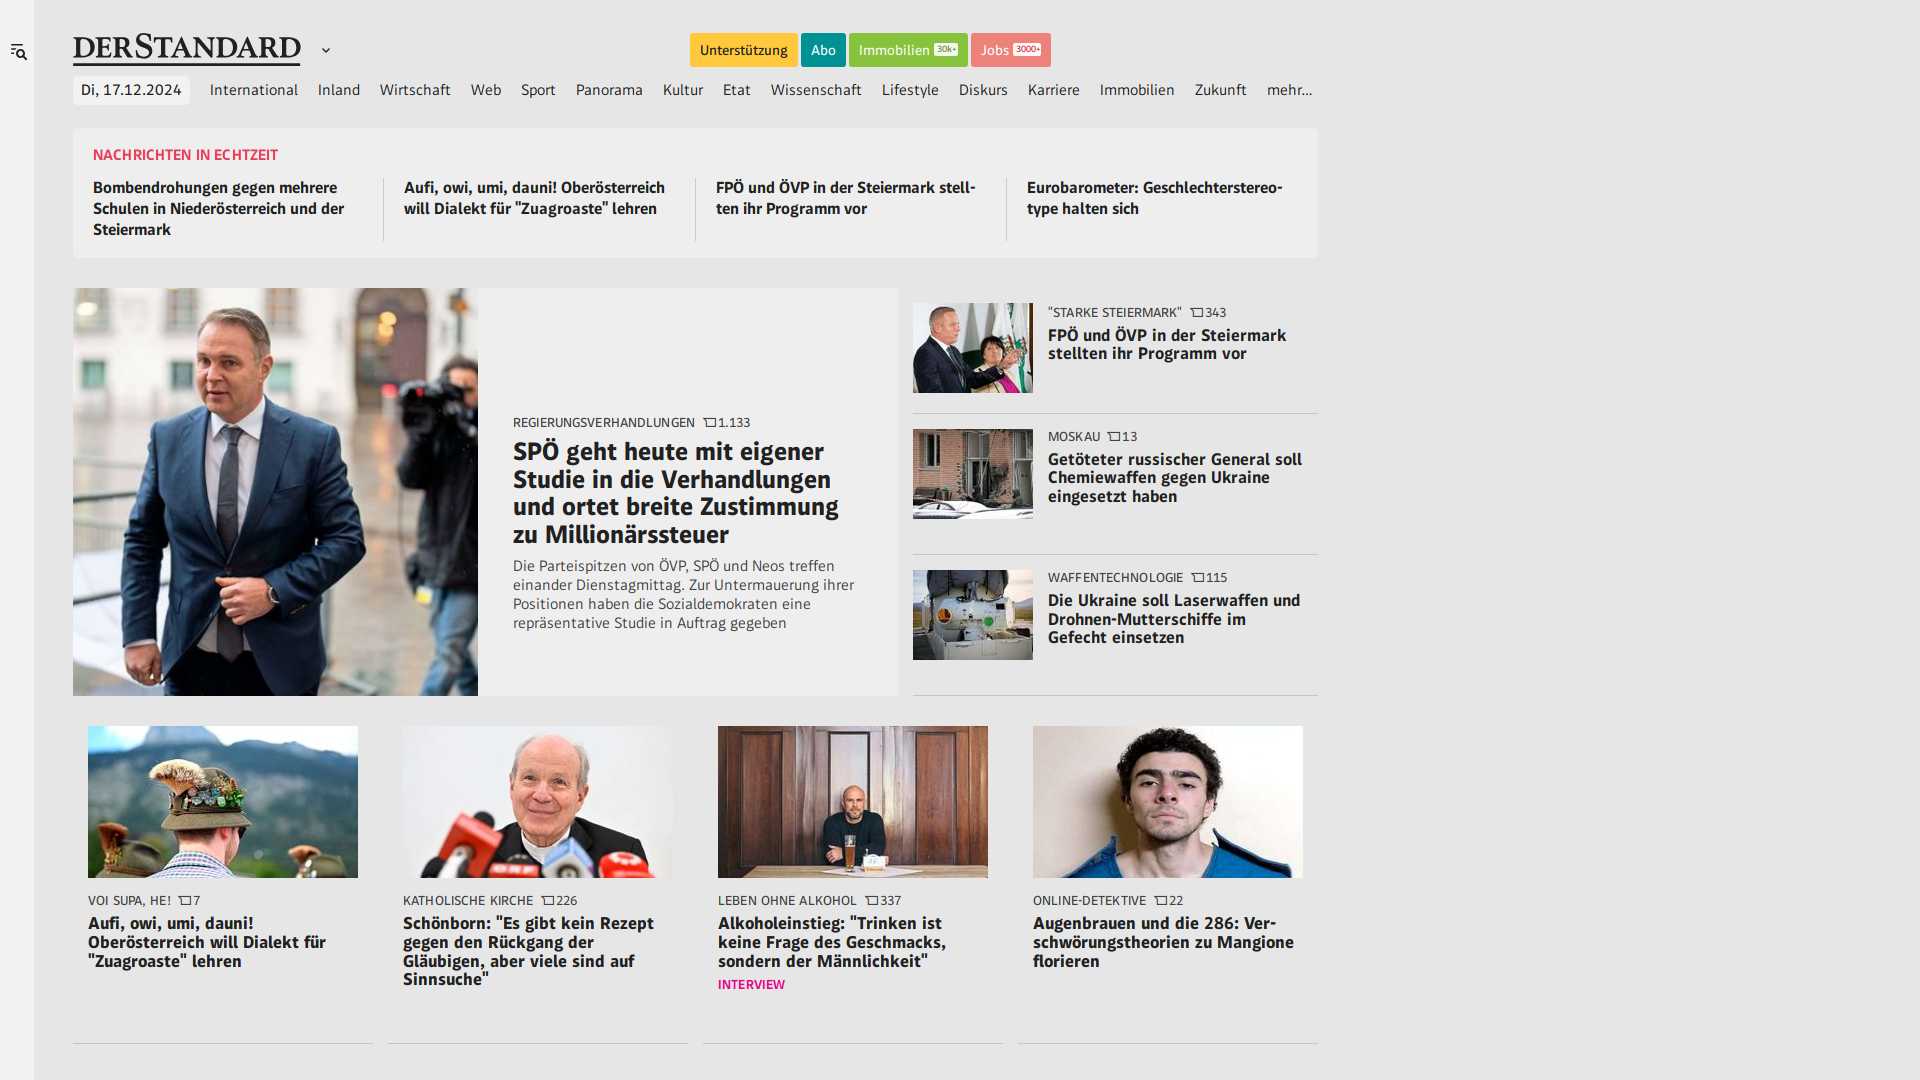 DERSTANDARD
Unterstützung
Abo
Immobilien 30k+
Jobs 3000+
Di, 17.12.2024
International
Inland
Wirtschaft
Web
Sport
Panorama
Kultur
Etat
Wissenschaft
Lifestyle
Diskurs
Karriere
Immobilien
Zukunft
mehr...
NACHRICHTEN IN ECHTZEIT
Bombendrohungen gegen mehrere
Schulen in Niederösterreich und der
Steiermark
Aufi, owi, umi, dauni! Oberösterreich
will Dialekt für "Zuagroaste" lehren
FPÖ und ÖVP in der Steiermark stell-
ten ihr Programm vor
Eurobarometer: Geschlechterstereo-
type halten sich
REGIERUNGSVERHANDLUNGEN 1.133
SPÖ geht heute mit eigener
Studie in die Verhandlungen
und ortet breite Zustimmung
zu Millionärssteuer
Die Parteispitzen von ÖVP, SPÖ und Neos treffen
einander Dienstagmittag. Zur Untermauerung ihrer
Positionen haben die Sozialdemokraten eine
repräsentative Studie in Auftrag gegeben
"STARKE STEIERMARK" 343
FPÖ und ÖVP in der Steiermark
stellten ihr Programm vor
MOSKAU 13
Getöteter russischer General soll
Chemiewaffen gegen Ukraine
eingesetzt haben
WAFFENTECHNOLOGIE 115
Die Ukraine soll Laserwaffen und
Drohnen-Mutterschiffe im
Gefecht einsetzen
VOI SUPA, HE! 7
Aufi, owi, umi, dauni!
Oberösterreich will Dialekt für
"Zuagroaste" lehren
KATHOLISCHE KIRCHE 226
Schönborn: "Es gibt kein Rezept
gegen den Rückgang der
Gläubigen, aber viele sind auf
Sinnsuche"
LEBEN OHNE ALKOHOL 337
Alkoholeinstieg: "Trinken ist
keine Frage des Geschmacks,
sondern der Männlichkeit"
INTERVIEW
ONLINE-DETEKTIVE 22
Augenbrauen und die 286: Ver-
schwörungstheorien zu Mangione
florieren